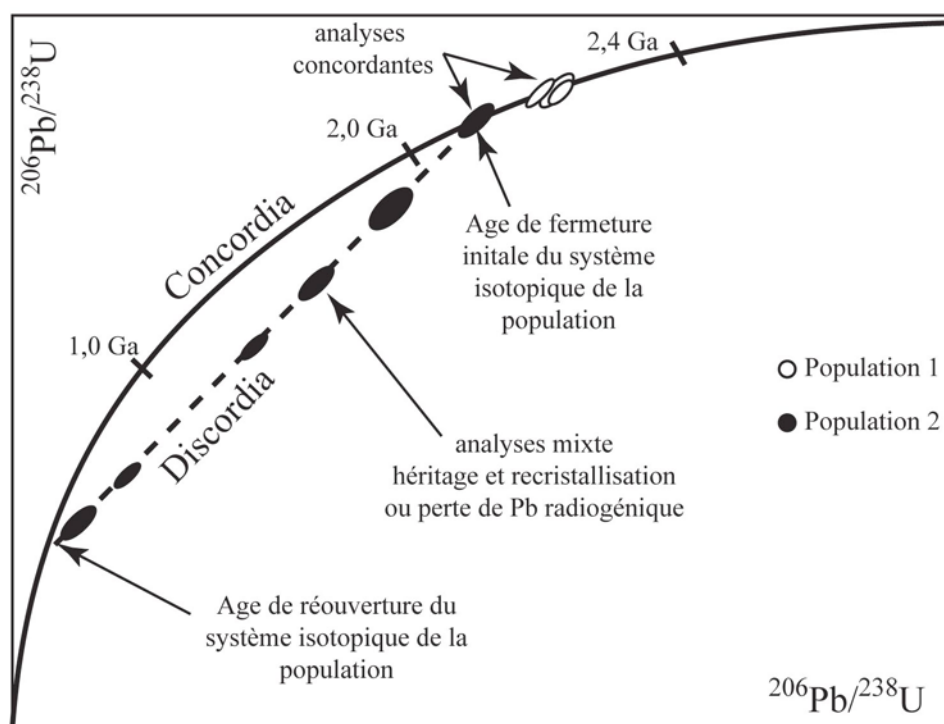 analyses
concordantes
2,4 Ga
206Pb/238U
2,0 Ga
Concordia
Age de fermeture
initale du système
isotopique de la
population
1,0 Ga
Population 1
Population 2
Discordia
analyses mixte
héritage et recristallisation
ou perte de Pb radiogénique
Age de réouverture du
système isotopique de la
population
206Pb/238U